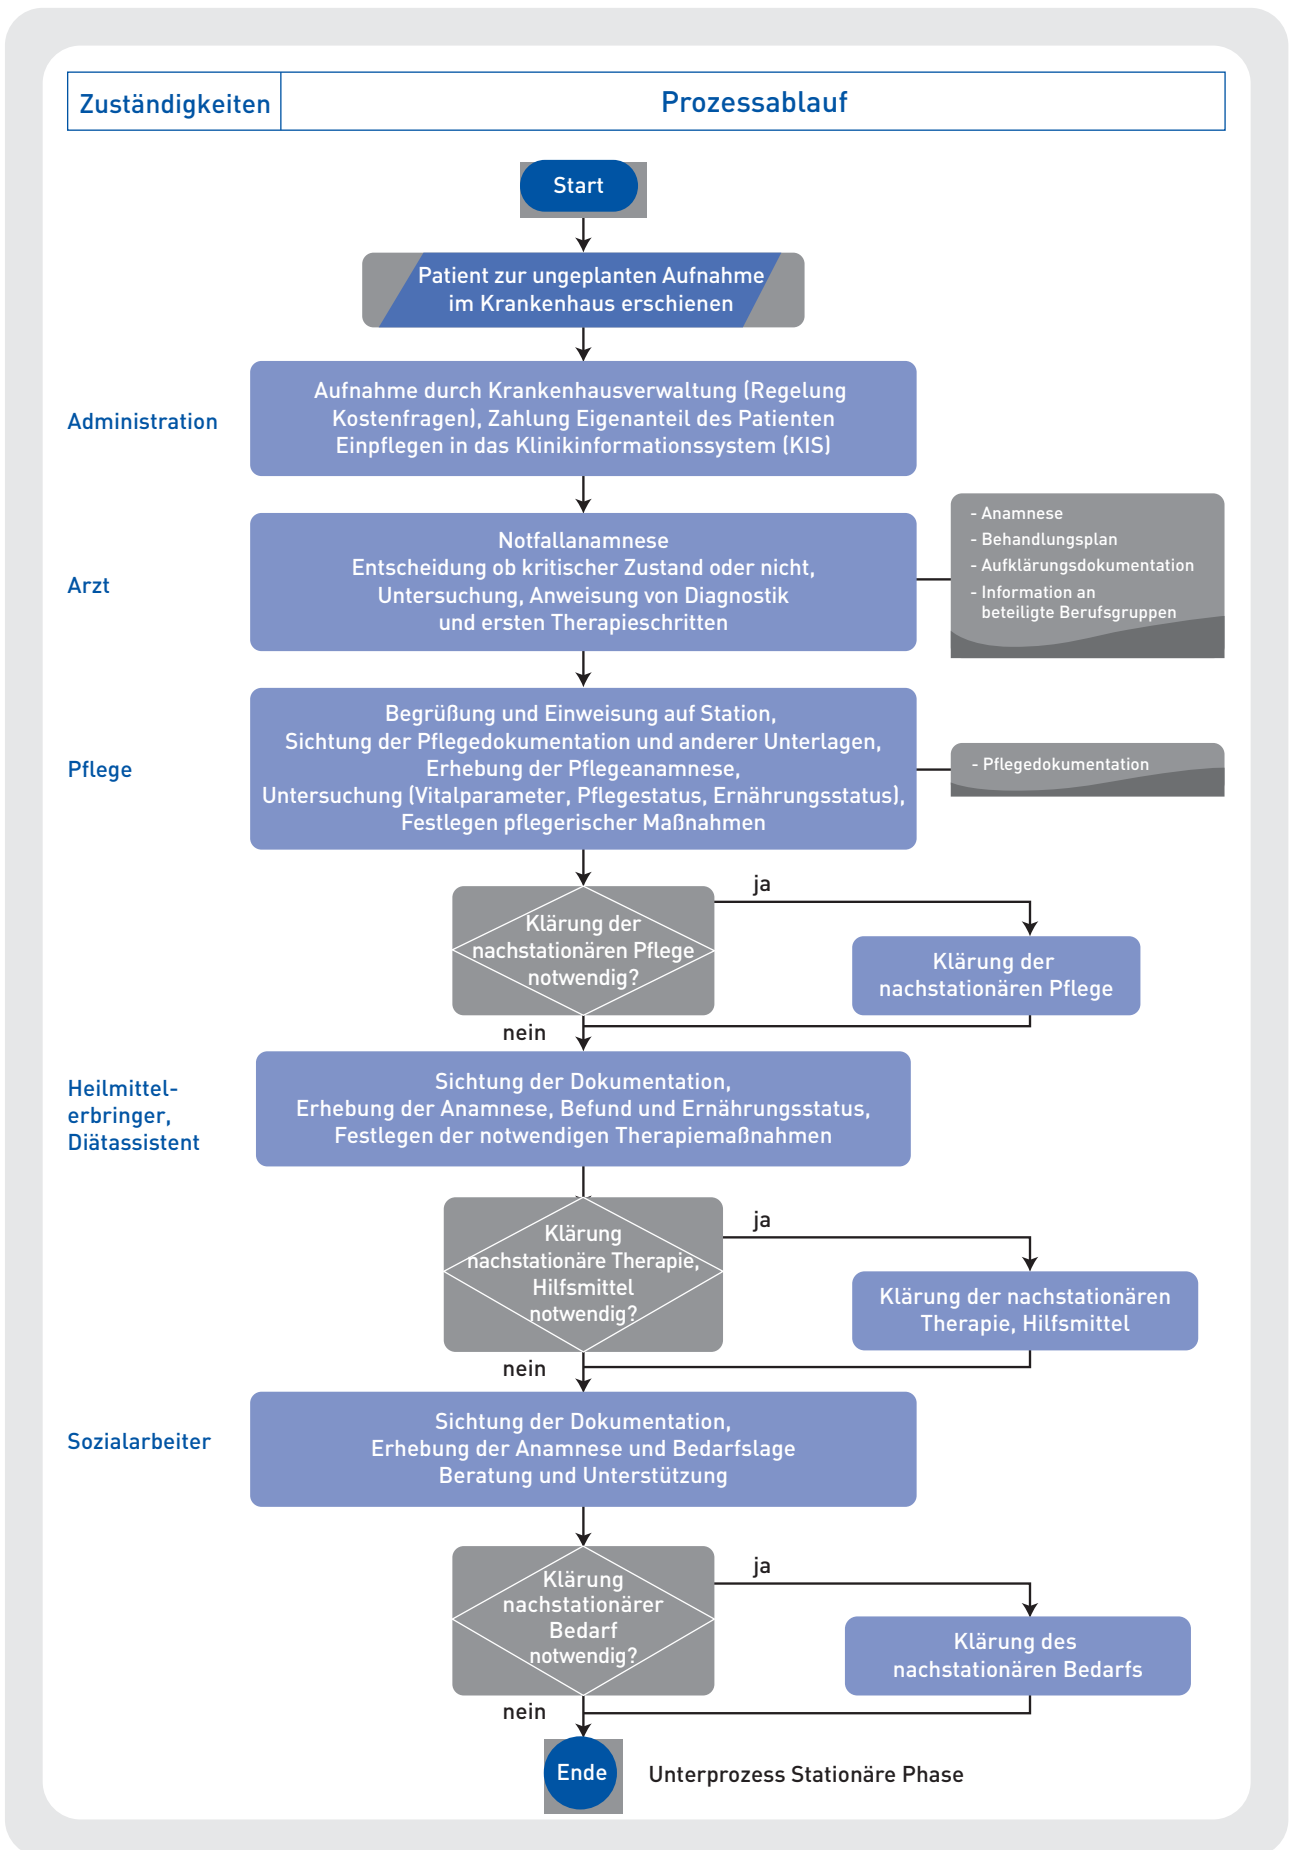 Zuständigkeiten
Prozessablauf
Start
Patient zur ungeplanten Aufnahme
im Krankenhaus erschienen
Administration
Aufnahme durch Krankenhausverwaltung (Regelung
Kostenfragen), Zahlung Eigenanteil des Patienten
Einpflegen in das Klinikinformationssystem (KIS)
Arzt
Notfallanamnese
Entscheidung ob kritischer Zustand oder nicht,
Untersuchung, Anweisung von Diagnostik
und ersten Therapieschritten
- Anamnese
- Behandlungsplan
- Aufklärungsdokumentation
- Information an
beteiligte Berufsgruppen
Pflege
Begrüßung und Einweisung auf Station,
Sichtung der Pflegedokumentation und anderer Unterlagen,
Erhebung der Pflegeanamnese,
Untersuchung (Vitalparameter, Pflegestatus, Ernährungsstatus),
Festlegen pflegerischer Maßnahmen
- Pflegedokumentation
Klärung der
nachstationären Pflege
notwendig?
ja
Klärung der
nachstationären Pflege
nein
Heilmittel-
erbringer,
Diätassistent
Sichtung der Dokumentation,
Erhebung der Anamnese, Befund und Ernährungsstatus,
Festlegen der notwendigen Therapiemaßnahmen
Klärung
nachstationäre Therapie,
Hilfsmittel
notwendig?
ja
Klärung der nachstationären
Therapie, Hilfsmittel
nein
Sozialarbeiter
Sichtung der Dokumentation,
Erhebung der Anamnese und Bedarfslage
Beratung und Unterstützung
Klärung
nachstationärer
Bedarf
notwendig?
ja
Klärung des
nachstationären Bedarfs
nein
Ende
Unterprozess Stationäre Phase